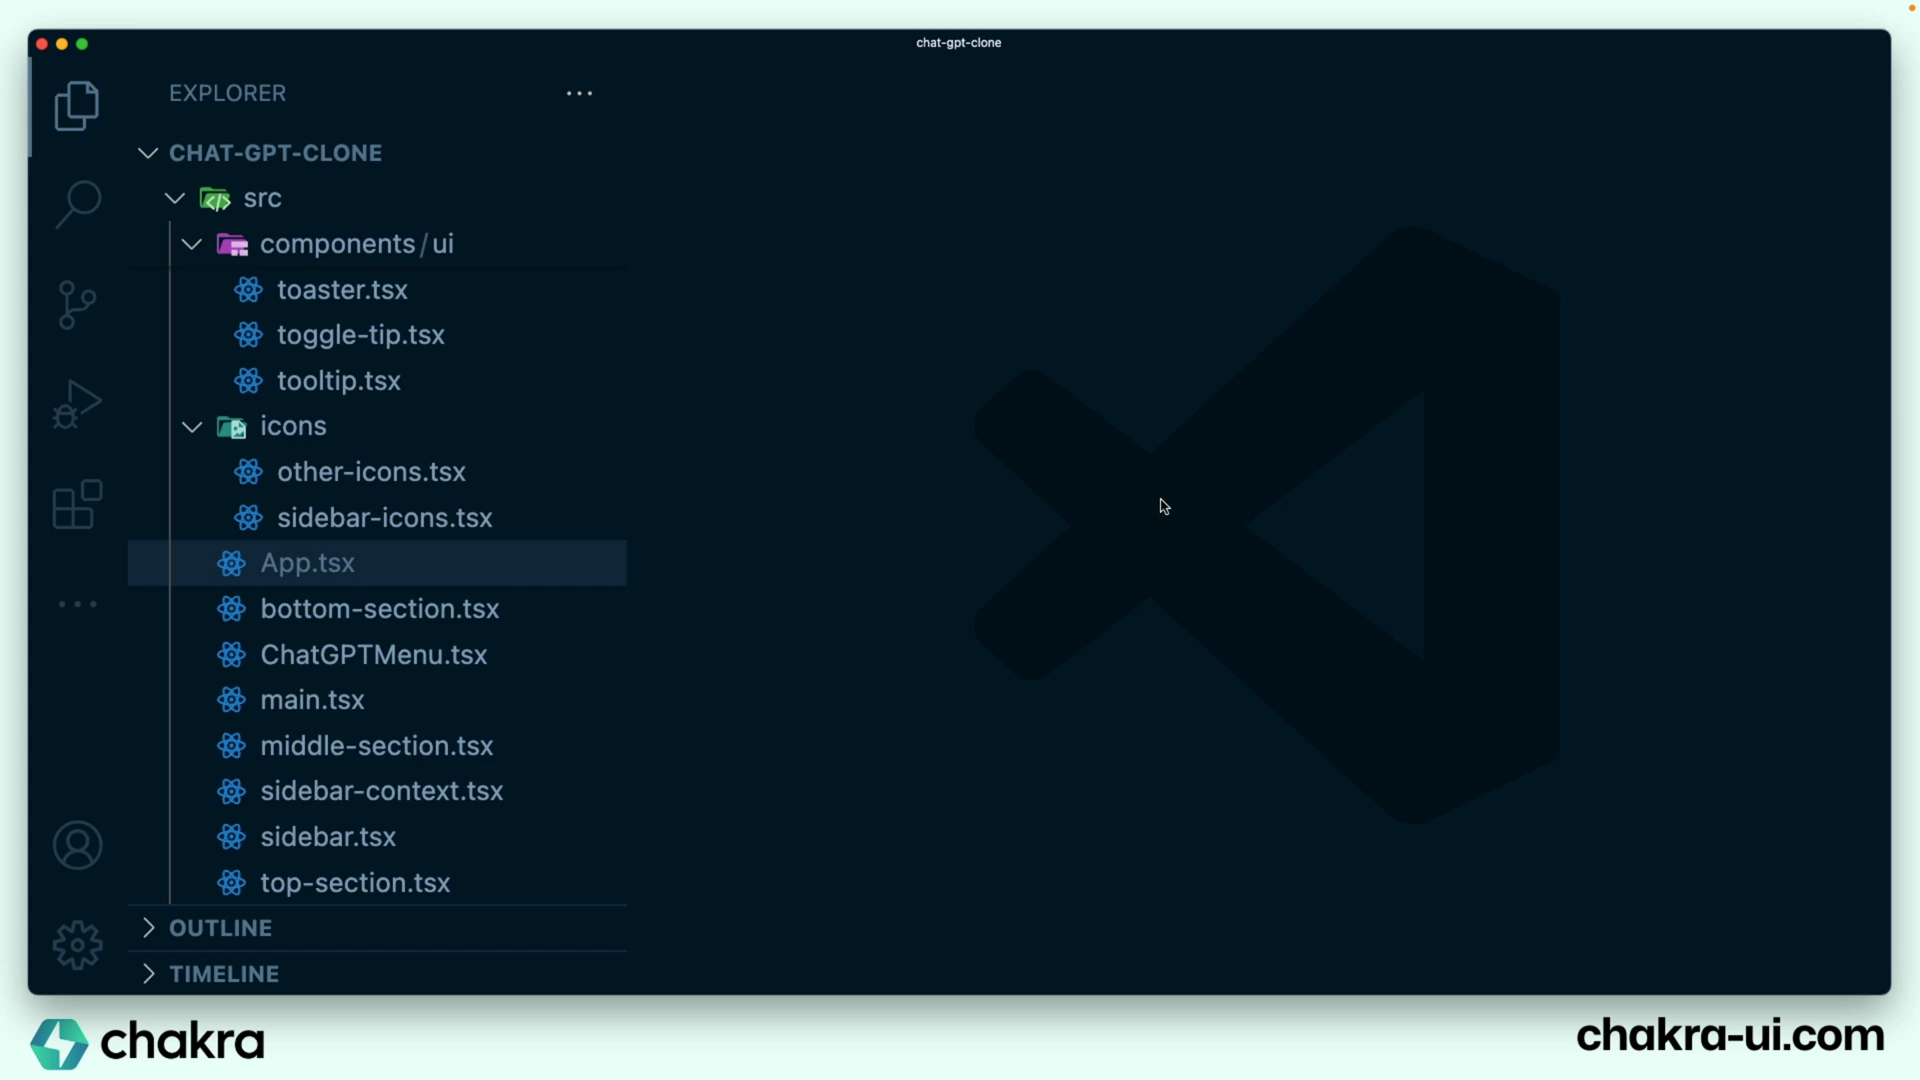 chat-gpt-clone
EXPLORER
CHAT-GPT-CLONE
src
components/ui
toaster.tsx
toggle-tip.tsx
tooltip.tsx
icons
other-icons.tsx
sidebar-icons.tsx
App.tsx
bottom-section.tsx
ChatGPTMenu.tsx
main.tsx
middle-section.tsx
sidebar-context.tsx
sidebar.tsx
top-section.tsx
OUTLINE
TIMELINE
chakra
chakra-ui.com